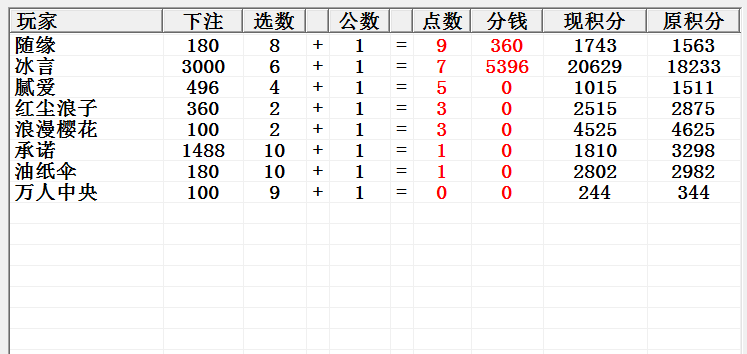 玩家 下注 选数 公数 点数 分钱 现积分 原积分
随缘 180 8 + 1 = 9 360 1743 1563
冰言 3000 6 + 1 = 7 5396 20629 18233
腻爱 496 4 + 1 = 5 0 1015 1511
红尘浪子 360 2 + 1 = 3 0 2515 2875
浪漫樱花 100 2 + 1 = 3 0 4525 4625
承诺 1488 10 + 1 = 1 0 1810 3298
油纸伞 180 10 + 1 = 1 0 2802 2982
万人中央 100 9 + 1 = 0 0 244 344